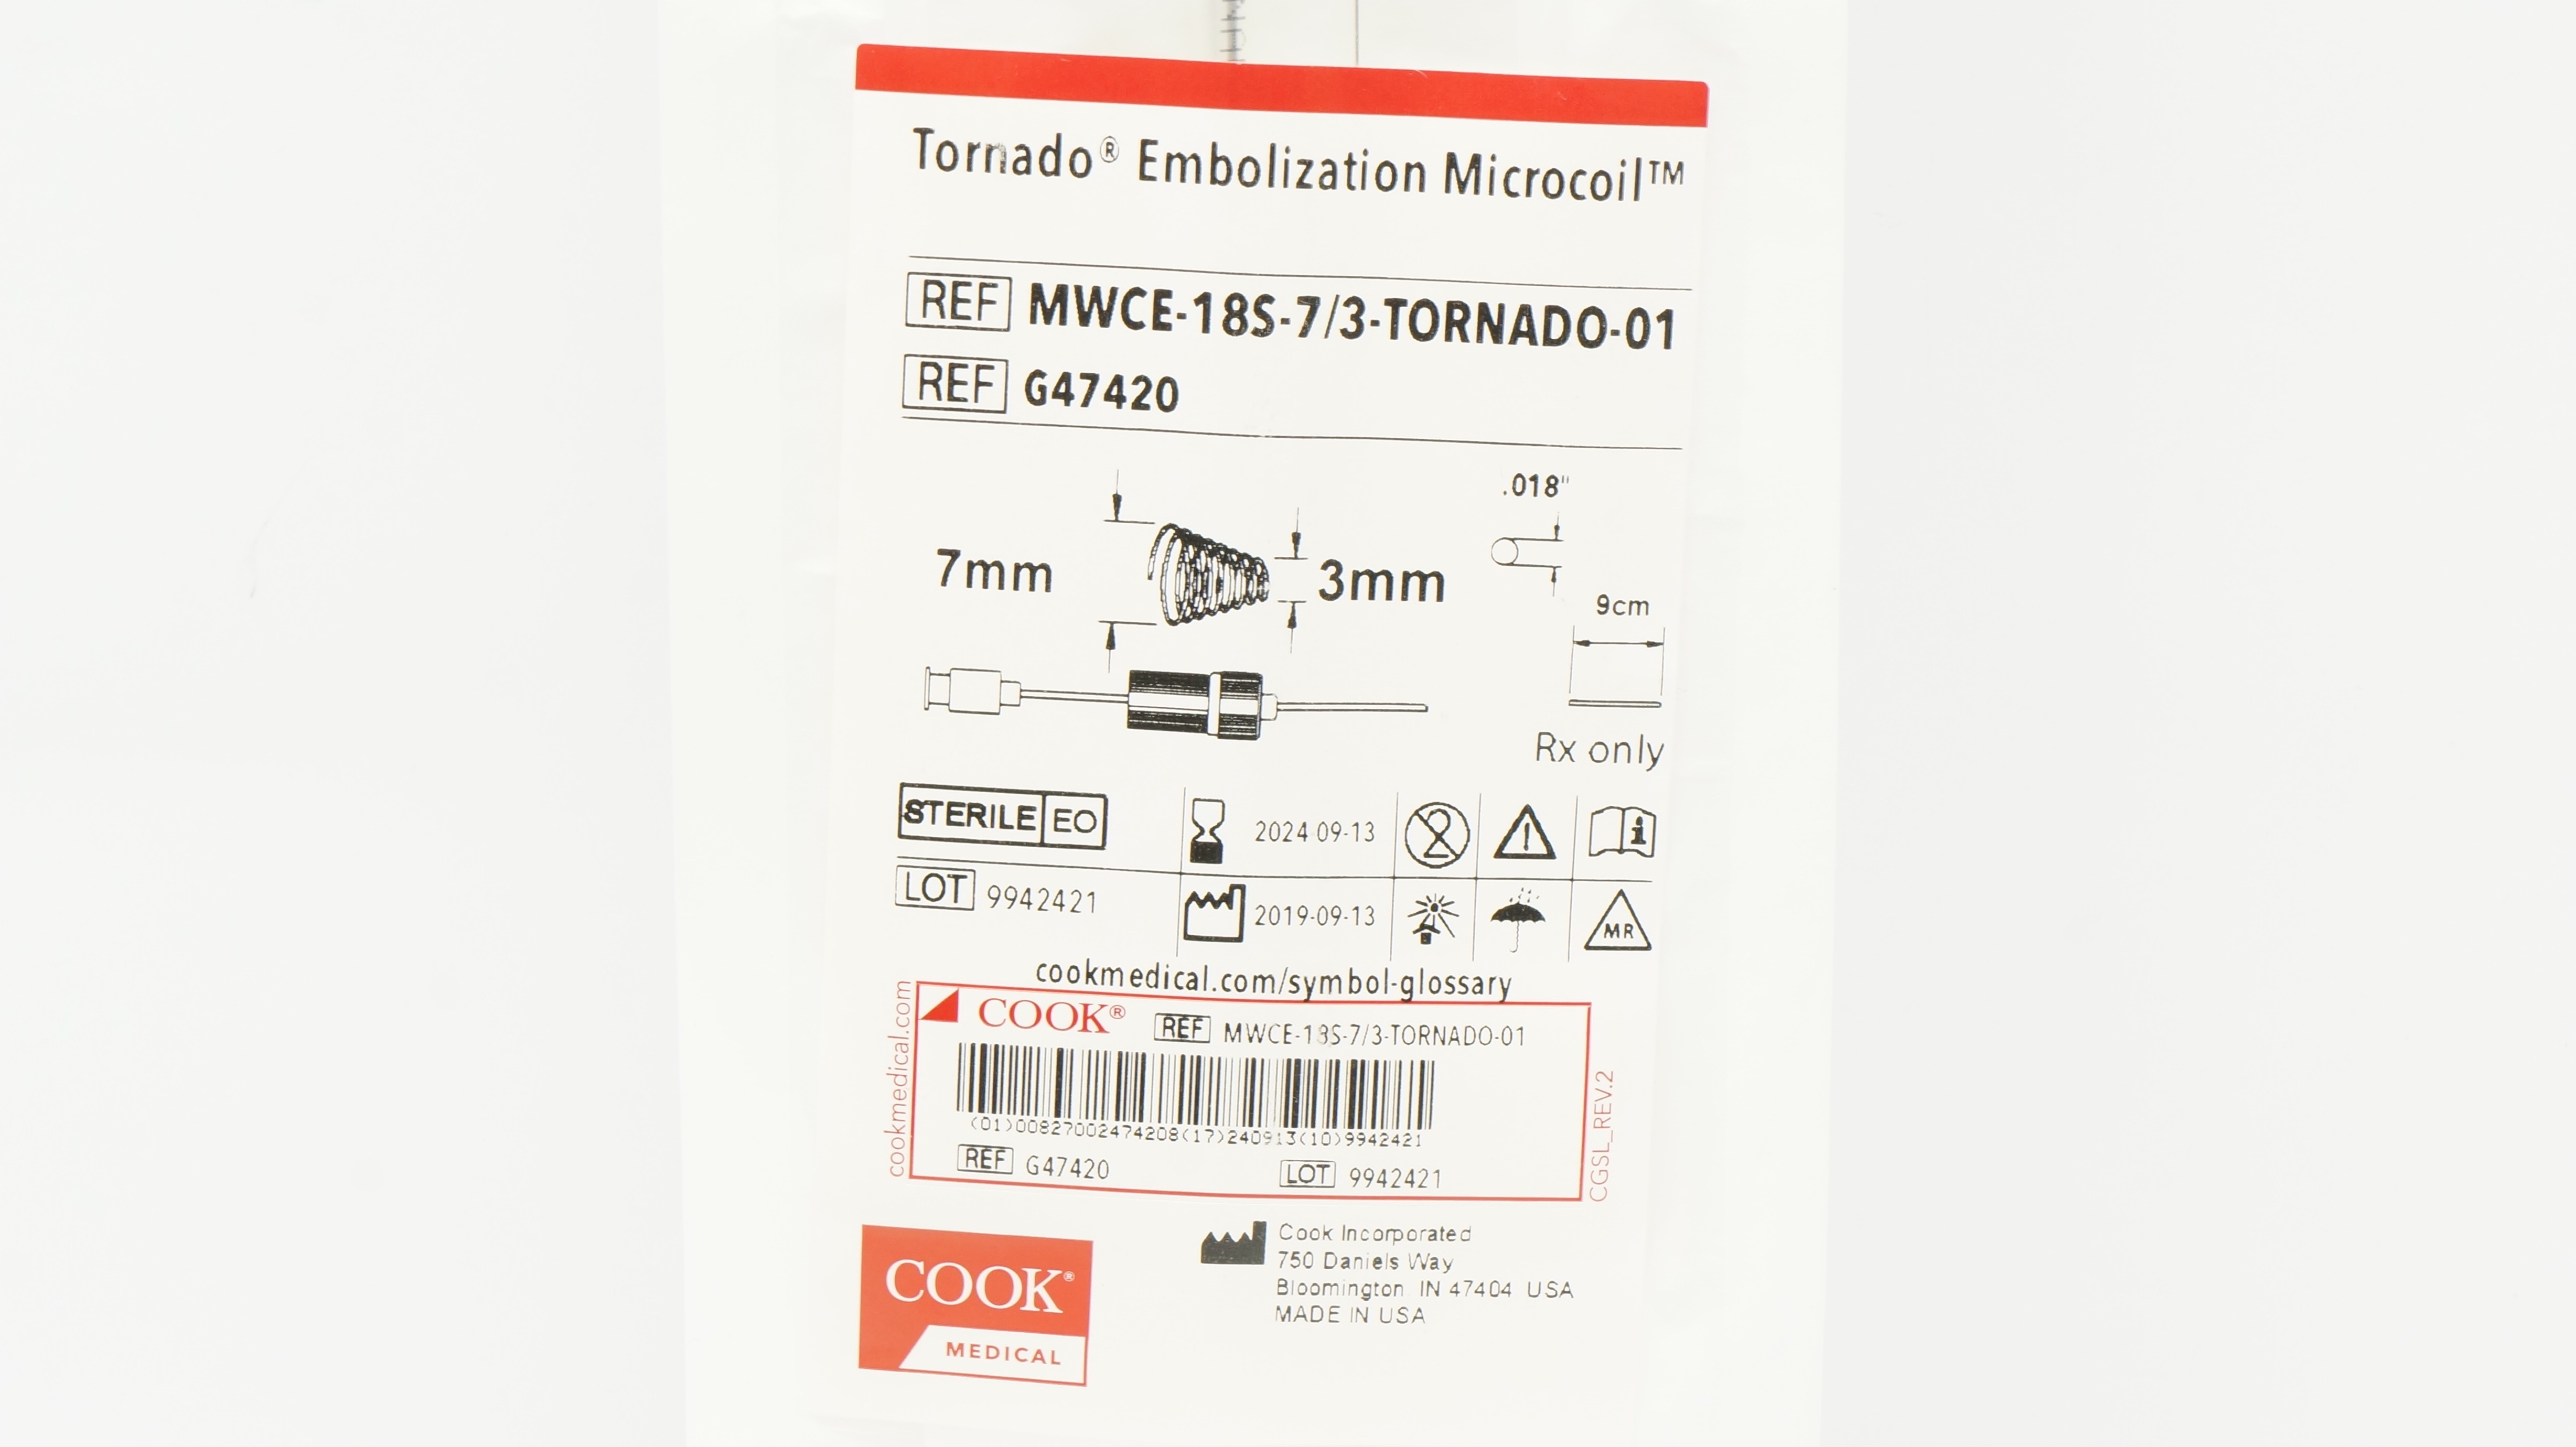 Tornado® Embolization Microcoil™
REF MWCE-18S-7/3-TORNADO-01
REF G47420
.018"
7mm
3mm
9cm
Rx only
STERILE EO
2024 09-13
LOT 9942421
2019-09-13
MR
cookmedical.com/symbol-glossary
cookmedical.com
COOK®
REF MWCE-18S-7/3-TORNADO-01
(01)00827002474208(17)240913(10)9942421
REF G47420
LOT 9942421
CGSL_REV.2
COOK®
MEDICAL
Cook Incorporated
750 Daniels Way
Bloomington IN 47404 USA
MADE IN USA